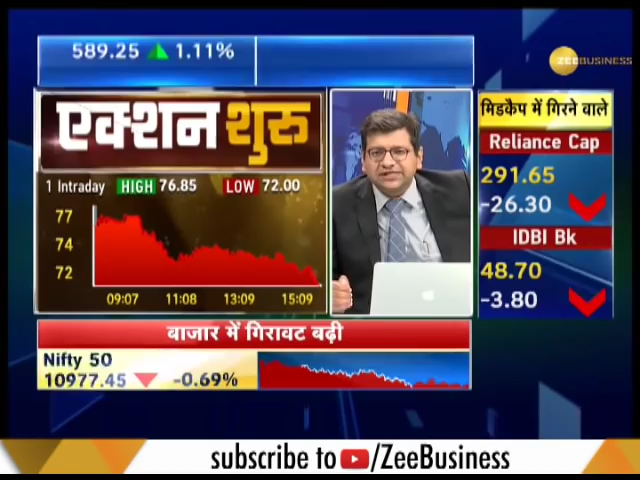 589.25 1.11%
ZEEBUSINESS
एक्शन शुरु
1 Intraday HIGH 76.85 LOW 72.00
77
74
72
09:07 11:08 13:09 15:09
मिडकैप में गिरने वाले
Reliance Cap
291.65
-26.30
IDBI Bk
48.70
-3.80
बाजार में गिरावट बढ़ी
Nifty 50
10977.45 -0.69%
subscribe to /ZeeBusiness